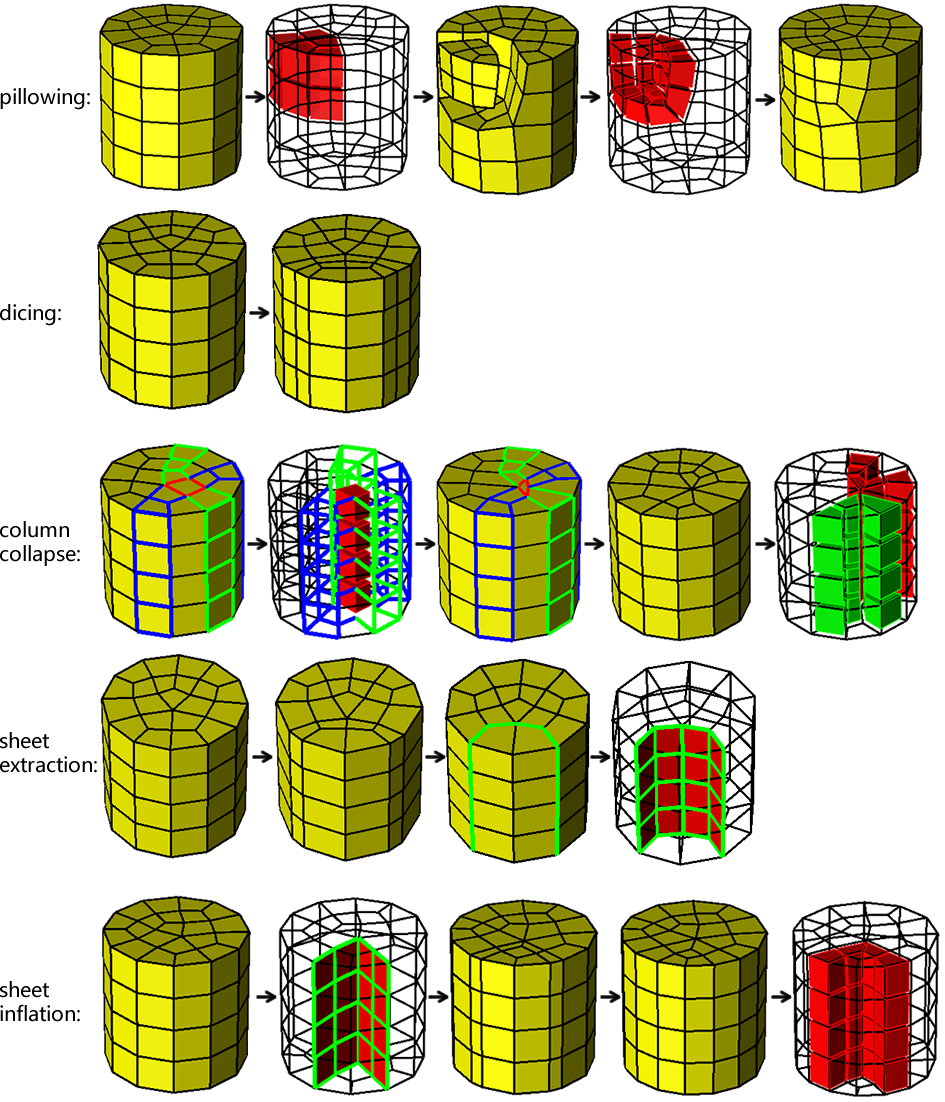 pillowing:
dicing:
column
collapse:
sheet
extraction:
sheet
inflation: